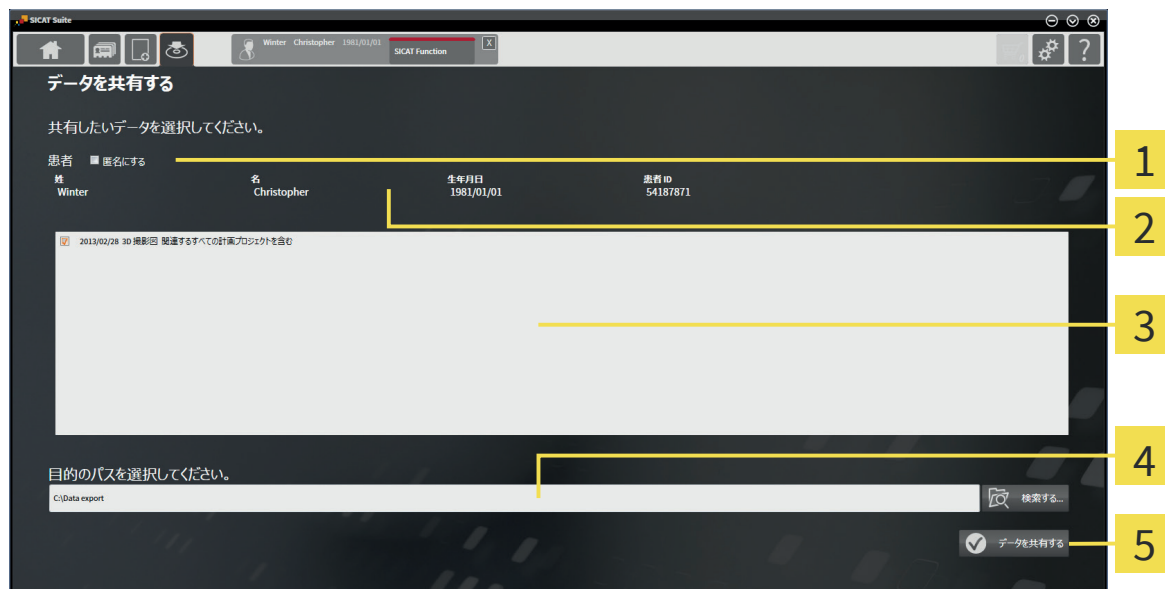 SICAT Suite
Winter Christopher 1981/01/01 SICAT Function X
?
データを共有する
共有したいデータを選択してください。
患者 匿名にする
姓 名 生年月日 患者 ID
Winter Christopher 1981/01/01 54187871
2013/02/28 3D 撮影図 関連するすべての計画プロジェクトを含む
目的のパスを選択してください。
C:\Data export 検索する...
データを共有する
1
2
3
4
5